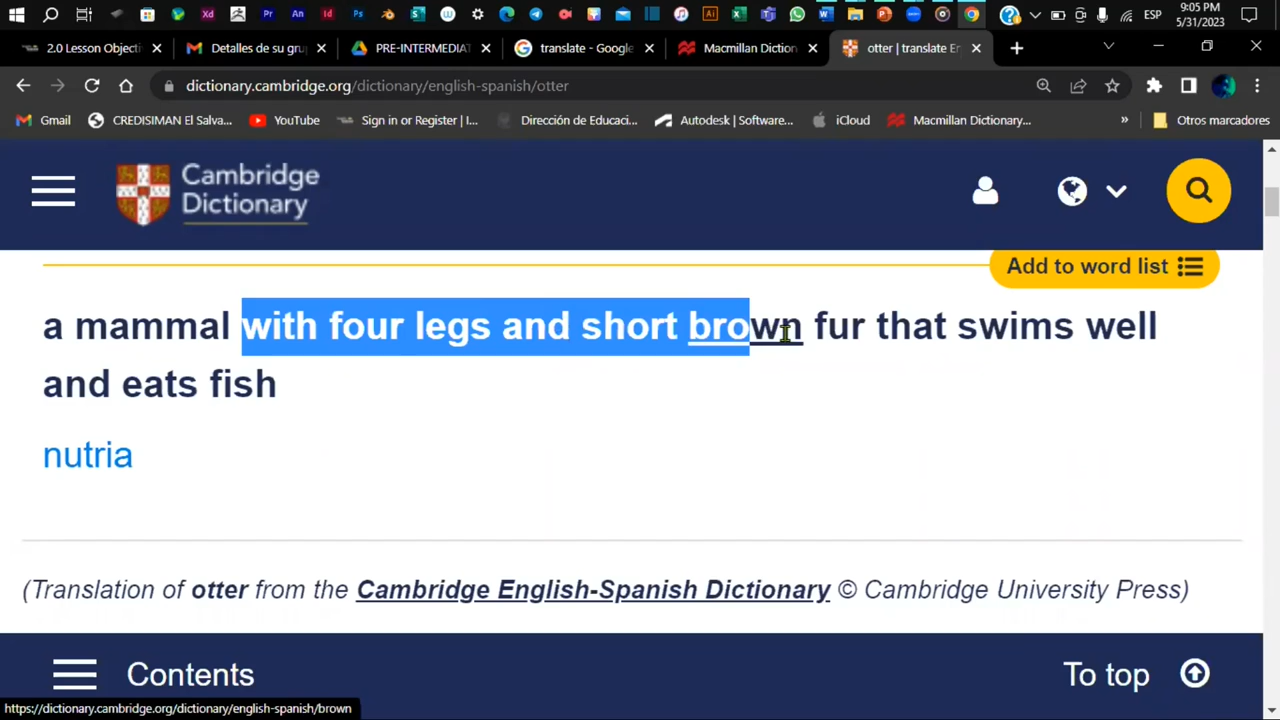 9:05 PM
ESP
5/31/2023
2.0 Lesson Objecti
Detalles de su gru
PRE-INTERMEDIAT
translate - Google
Macmillan Diction
otter | translate En
dictionary.cambridge.org/dictionary/english-spanish/otter
Gmail
CREDISIMAN El Salva...
YouTube
Sign in or Register | I...
Dirección de Educaci...
Autodesk | Software...
iCloud
Macmillan Dictionary...
»
Otros marcadores
Cambridge
Dictionary
Add to word list
a mammal with four legs and short brown fur that swims well
and eats fish
nutria
(Translation of otter from the Cambridge English-Spanish Dictionary © Cambridge University Press)
Contents
To top
https://dictionary.cambridge.org/dictionary/english-spanish/brown